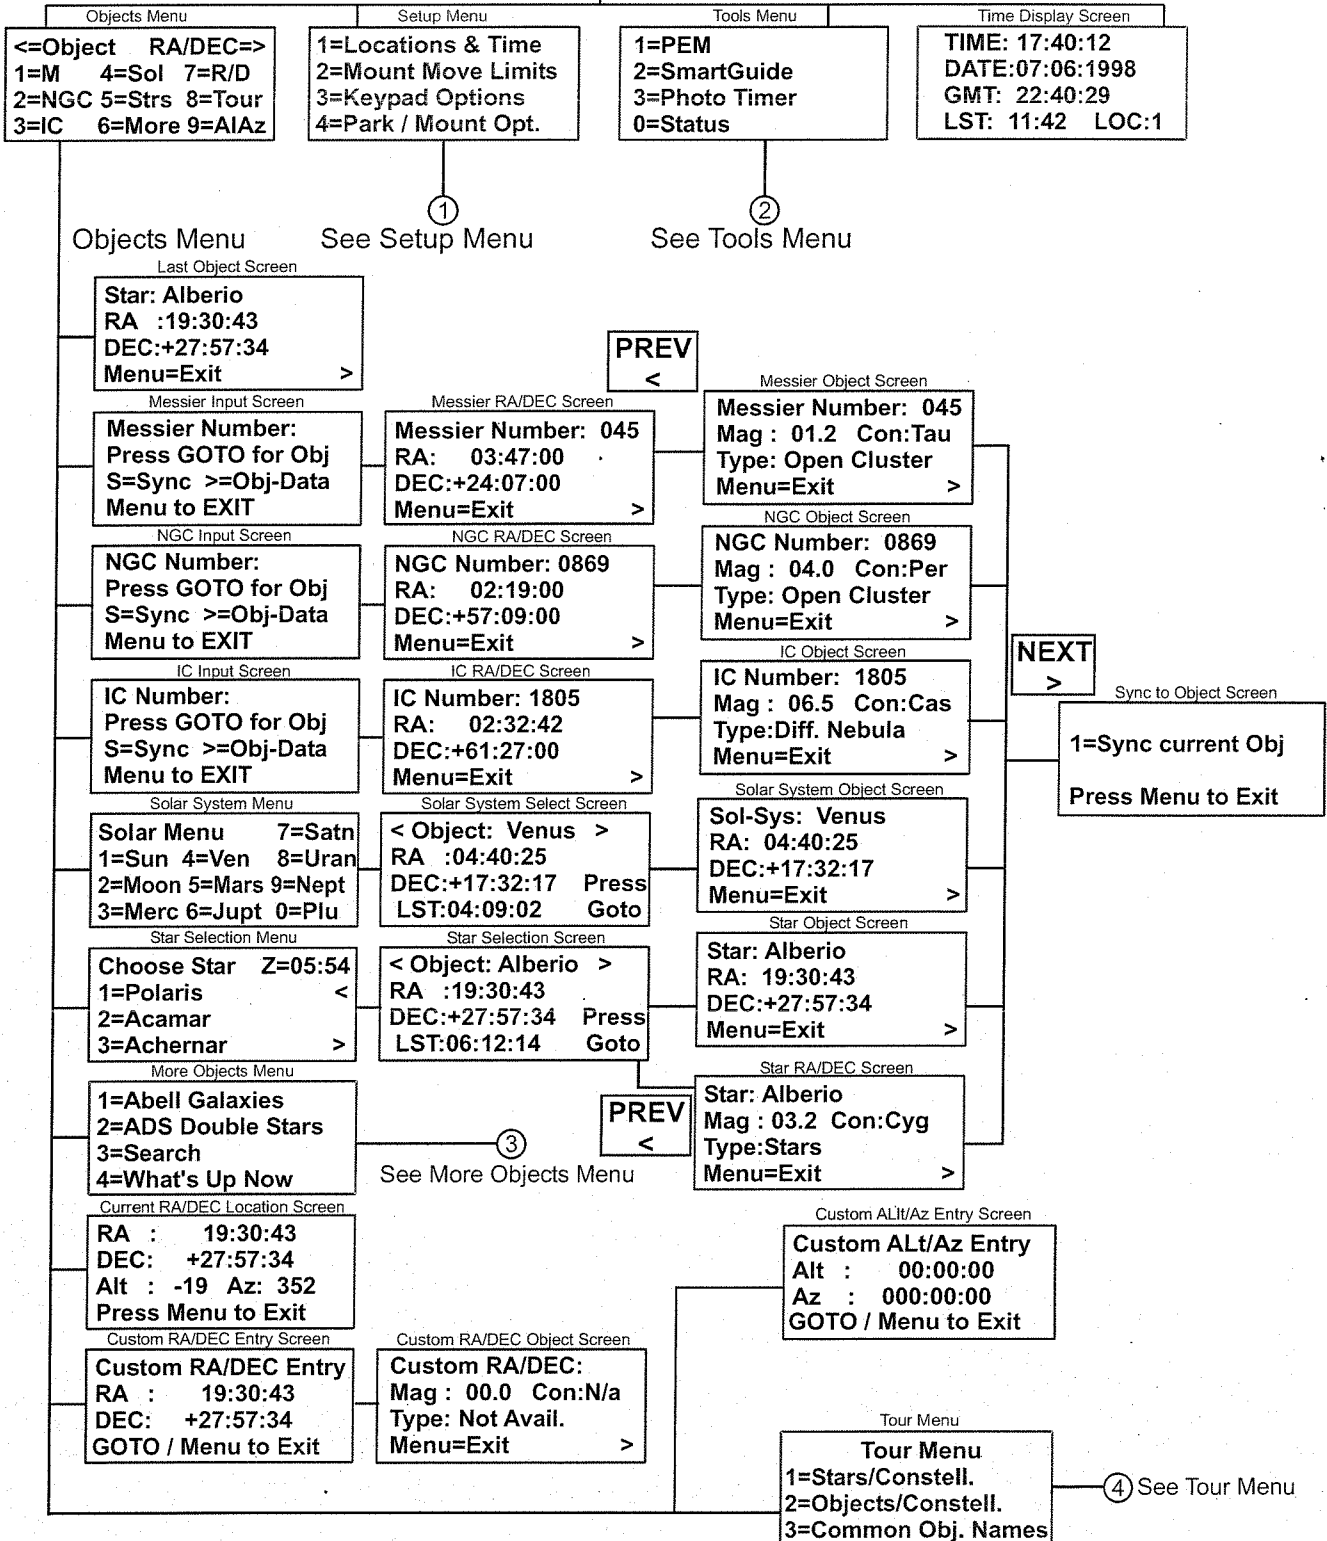 Objects Menu
<=Object RA/DEC=>
1=M 4=Sol 7=R/D
2=NGC 5=Strs 8=Tour
3=IC 6=More 9=AlAz
Setup Menu
1=Locations & Time
2=Mount Move Limits
3=Keypad Options
4=Park / Mount Opt.
Tools Menu
1=PEM
2=SmartGuide
3=Photo Timer
0=Status
Time Display Screen
TIME: 17:40:12
DATE:07:06:1998
GMT: 22:40:29
LST: 11:42 LOC:1
1
See Setup Menu
2
See Tools Menu
Objects Menu
Last Object Screen
Star: Alberio
RA :19:30:43
DEC:+27:57:34
Menu=Exit >
PREV
<
Messier Input Screen
Messier Number:
Press GOTO for Obj
S=Sync >=Obj-Data
Menu to EXIT
Messier RA/DEC Screen
Messier Number: 045
RA: 03:47:00
DEC:+24:07:00
Menu=Exit >
Messier Object Screen
Messier Number: 045
Mag : 01.2 Con:Tau
Type: Open Cluster
Menu=Exit >
NGC Input Screen
NGC Number:
Press GOTO for Obj
S=Sync >=Obj-Data
Menu to EXIT
NGC RA/DEC Screen
NGC Number: 0869
RA: 02:19:00
DEC:+57:09:00
Menu=Exit >
NGC Object Screen
NGC Number: 0869
Mag : 04.0 Con:Per
Type: Open Cluster
Menu=Exit >
IC Input Screen
IC Number:
Press GOTO for Obj
S=Sync >=Obj-Data
Menu to EXIT
IC RA/DEC Screen
IC Number: 1805
RA: 02:32:42
DEC:+61:27:00
Menu=Exit >
IC Object Screen
IC Number: 1805
Mag : 06.5 Con:Cas
Type:Diff. Nebula
Menu=Exit >
NEXT
>
Sync to Object Screen
1=Sync current Obj
Press Menu to Exit
Solar System Menu
Solar Menu 7=Satn
1=Sun 4=Ven 8=Uran
2=Moon 5=Mars 9=Nept
3=Merc 6=Jupt 0=Plu
Solar System Select Screen
< Object: Venus >
RA :04:40:25
DEC:+17:32:17 Press
LST:04:09:02 Goto
Solar System Object Screen
Sol-Sys: Venus
RA: 04:40:25
DEC:+17:32:17
Menu=Exit >
Star Selection Menu
Choose Star Z=05:54
1=Polaris <
2=Acamar
3=Achernar >
Star Selection Screen
< Object: Alberio >
RA :19:30:43
DEC:+27:57:34 Press
LST:06:12:14 Goto
Star Object Screen
Star: Alberio
RA: 19:30:43
DEC:+27:57:34
Menu=Exit >
More Objects Menu
1=Abell Galaxies
2=ADS Double Stars
3=Search
4=What's Up Now
3
See More Objects Menu
PREV
<
Star RA/DEC Screen
Star: Alberio
Mag : 03.2 Con:Cyg
Type:Stars
Menu=Exit >
Current RA/DEC Location Screen
RA : 19:30:43
DEC: +27:57:34
Alt : -19 Az: 352
Press Menu to Exit
Custom ALlt/Az Entry Screen
Custom ALt/Az Entry
Alt : 00:00:00
Az : 000:00:00
GOTO / Menu to Exit
Custom RA/DEC Entry Screen
Custom RA/DEC Entry
RA : 19:30:43
DEC: +27:57:34
GOTO / Menu to Exit
Custom RA/DEC Object Screen
Custom RA/DEC:
Mag : 00.0 Con:N/a
Type: Not Avail.
Menu=Exit >
Tour Menu
Tour Menu
1=Stars/Constell.
2=Objects/Constell.
3=Common Obj. Names
4 See Tour Menu